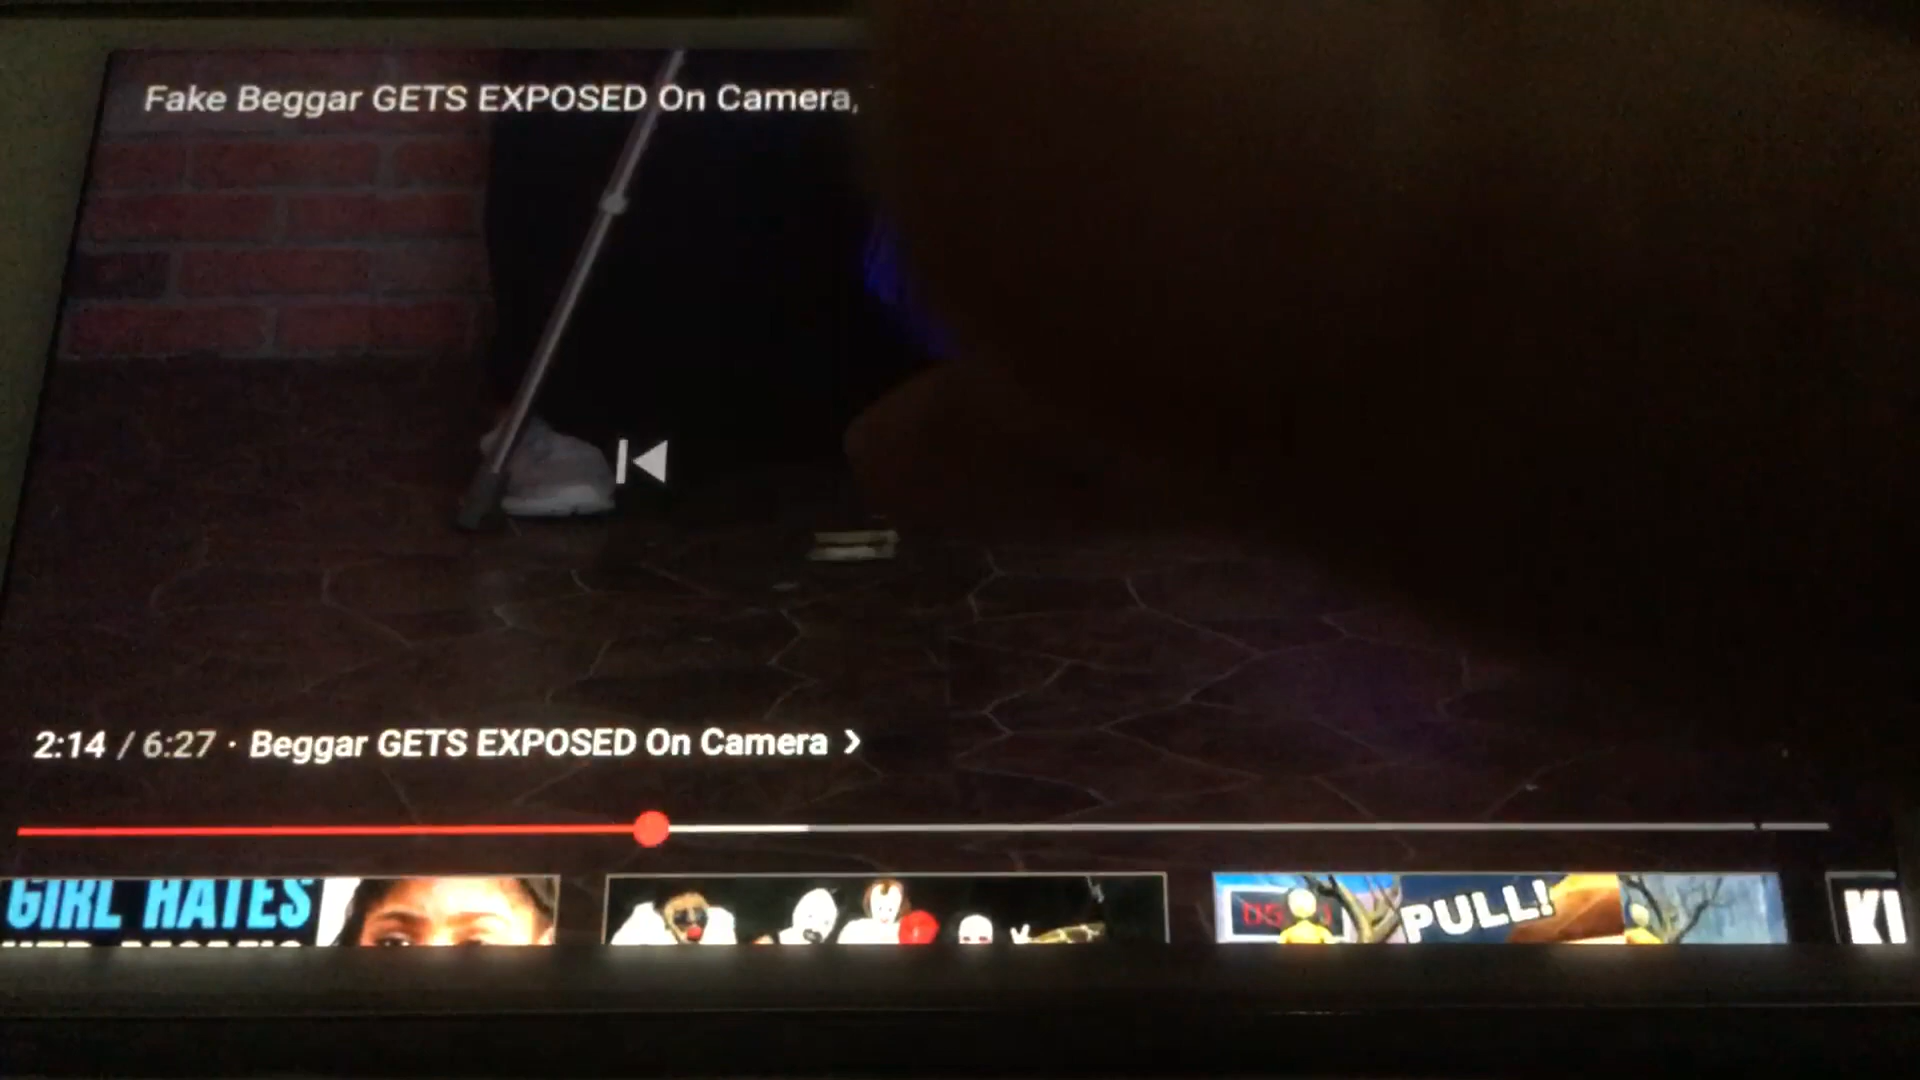 Fake Beggar GETS EXPOSED On Camera,
2:14 / 6:27 · Beggar GETS EXPOSED On Camera
GIRL HATES
PULL!